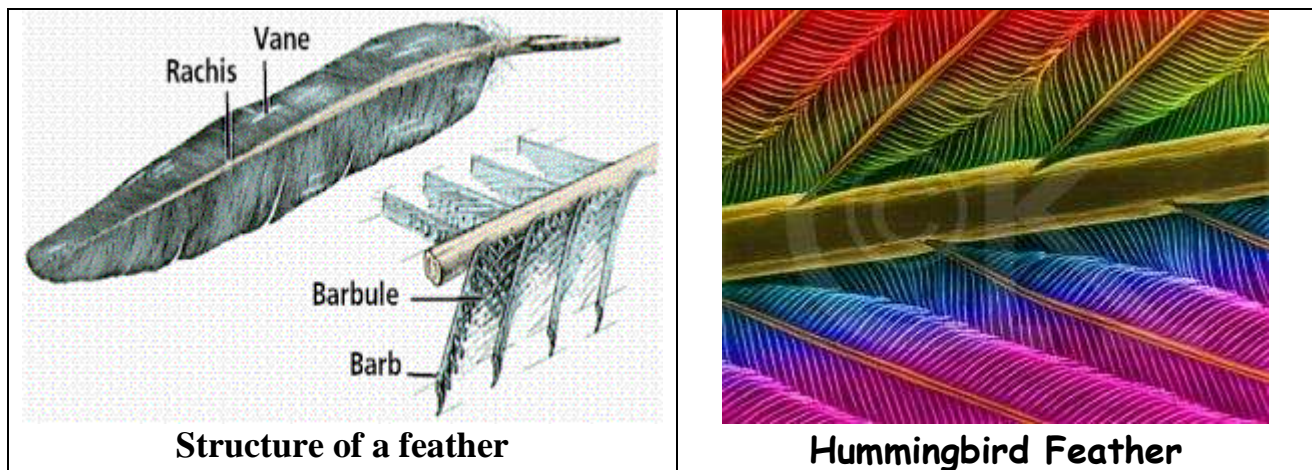 Vane
Rachis
Barbule
Barb
Structure of a feather
Hummingbird Feather